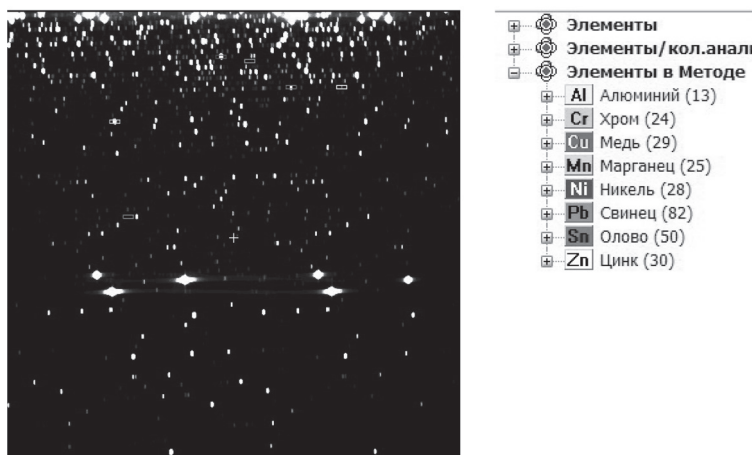 Элементы
Элементы/кол.анали
Элементы в Методе
Al Алюминий (13)
Cr Хром (24)
Cu Медь (29)
Mn Марганец (25)
Ni Никель (28)
Pb Свинец (82)
Sn Олово (50)
Zn Цинк (30)